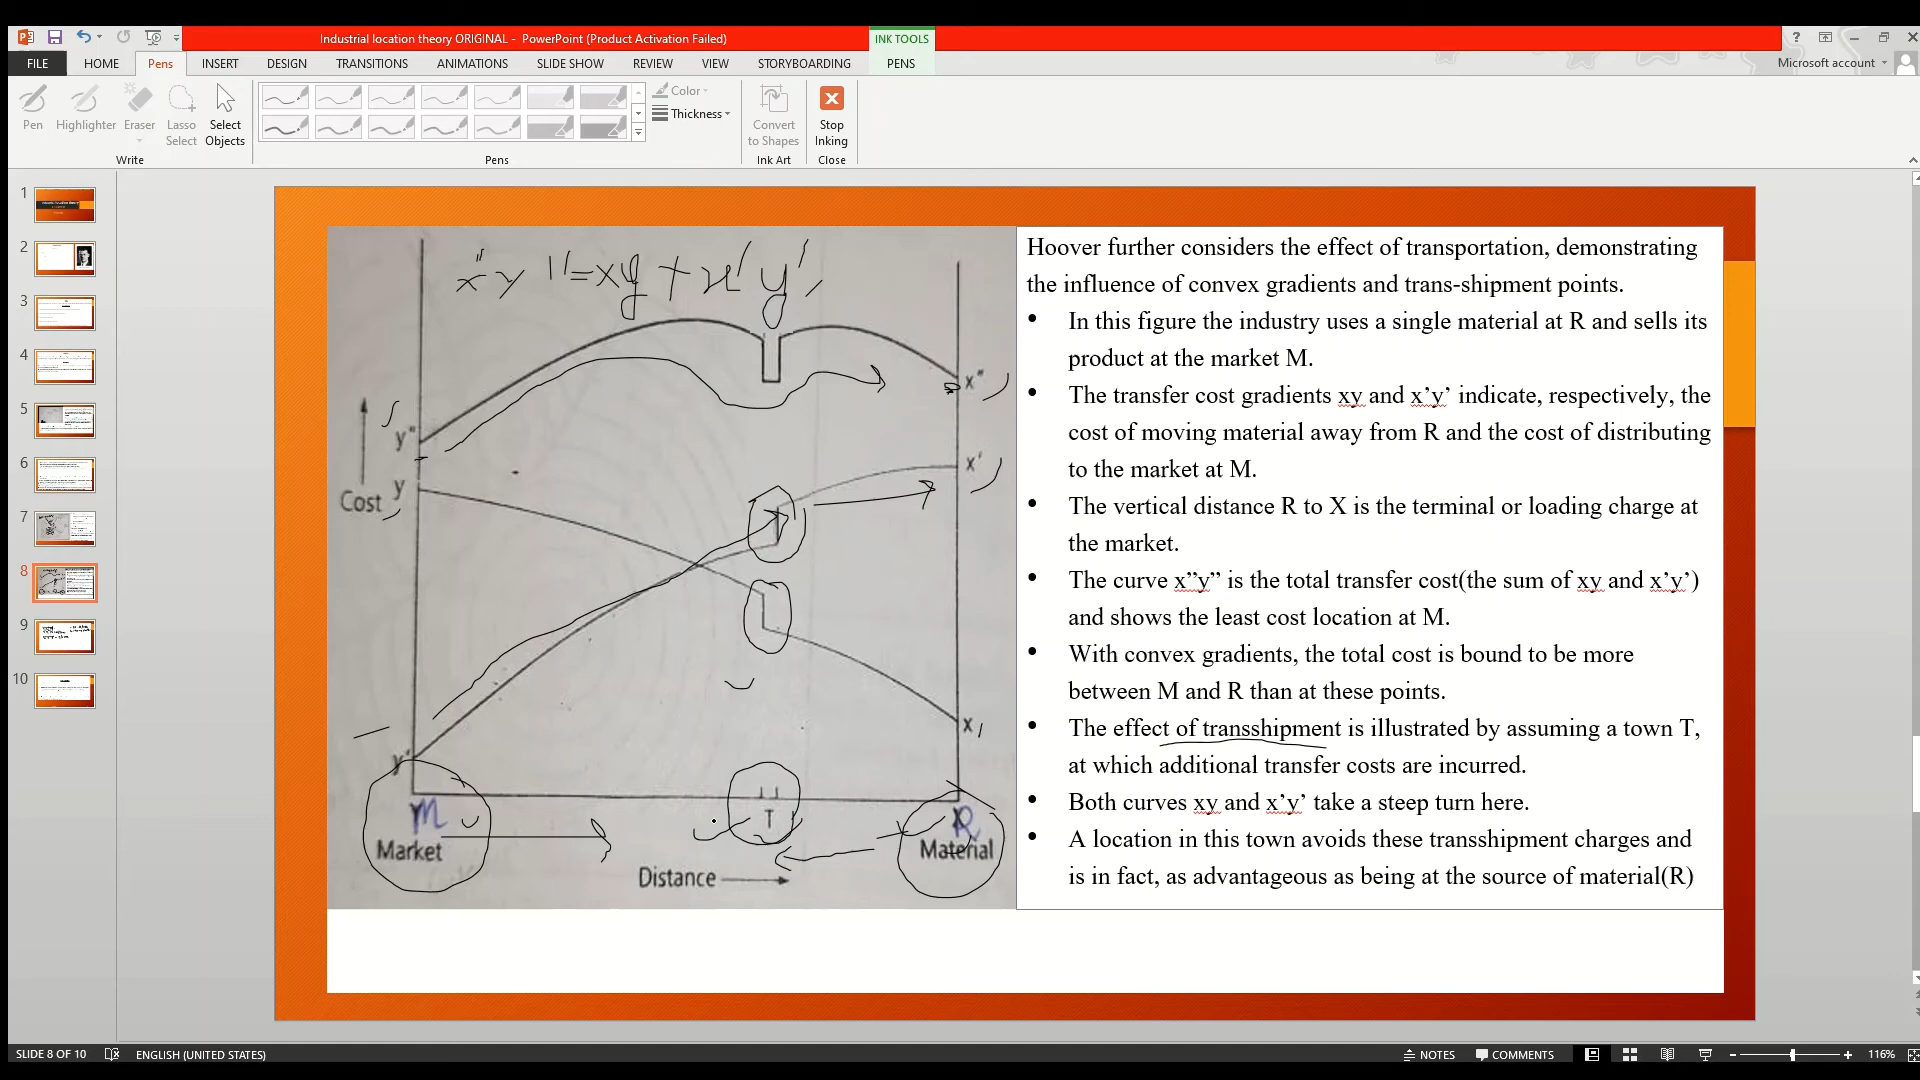 Industrial location theory ORIGINAL - PowerPoint (Product Activation Failed)
INK TOOLS
FILE HOME Pens INSERT DESIGN TRANSITIONS ANIMATIONS SLIDE SHOW REVIEW VIEW STORYBOARDING PENS
Microsoft account
Pen Highlighter Eraser Lasso Select Select Objects
Color
Thickness
Convert to Shapes
Stop Inking
Write Pens Ink Art Close
1
2
3
4
5
6
7
8
9
10
x"y"=xy+x'y'
x"
y"
x'
Cost y
x
y'
M
T
R
Market
Material
Distance
Hoover further considers the effect of transportation, demonstrating
the influence of convex gradients and trans-shipment points.
• In this figure the industry uses a single material at R and sells its
product at the market M.
• The transfer cost gradients xy and x’y’ indicate, respectively, the
cost of moving material away from R and the cost of distributing
to the market at M.
• The vertical distance R to X is the terminal or loading charge at
the market.
• The curve x”y” is the total transfer cost(the sum of xy and x’y’)
and shows the least cost location at M.
• With convex gradients, the total cost is bound to be more
between M and R than at these points.
• The effect of transshipment is illustrated by assuming a town T,
at which additional transfer costs are incurred.
• Both curves xy and x’y’ take a steep turn here.
• A location in this town avoids these transshipment charges and
is in fact, as advantageous as being at the source of material(R)
SLIDE 8 OF 10 ENGLISH (UNITED STATES) NOTES COMMENTS 116%